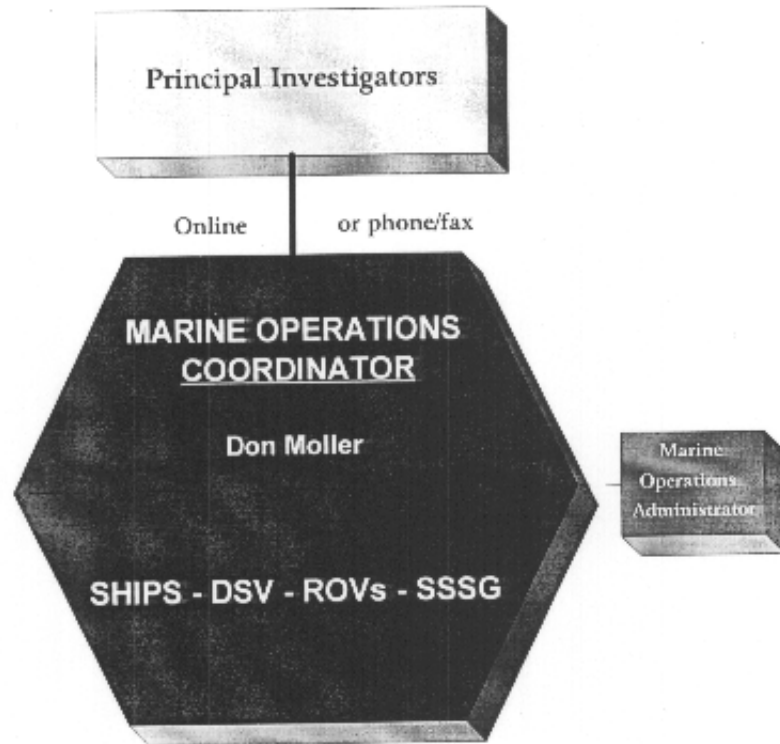 Principal Investigators
Online or phone/fax
MARINE OPERATIONS
COORDINATOR
Don Moller
Marine
Operations
Administrator
SHIPS - DSV - ROVs - SSSG